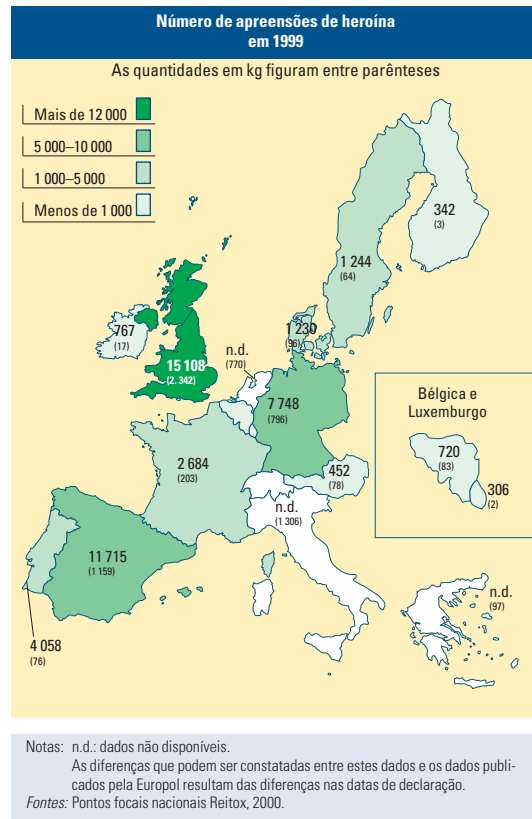 Número de apreensões de heroína
em 1999
As quantidades em kg figuram entre parênteses
Mais de 12 000
5 000–10 000
1 000–5 000
Menos de 1 000
342
(3)
1 244
(64)
1 230
(96)
767
(17)
n.d.
(770)
15 108
(2. 342)
7 748
(796)
Bélgica e
Luxemburgo
720
(83)
306
(2)
2 684
(203)
452
(78)
n.d.
(1 306)
11 715
(1 159)
n.d.
(97)
4 058
(76)
Notas: n.d.: dados não disponíveis.
As diferenças que podem ser constatadas entre estes dados e os dados publi-
cados pela Europol resultam das diferenças nas datas de declaração.
Fontes: Pontos focais nacionais Reitox, 2000.